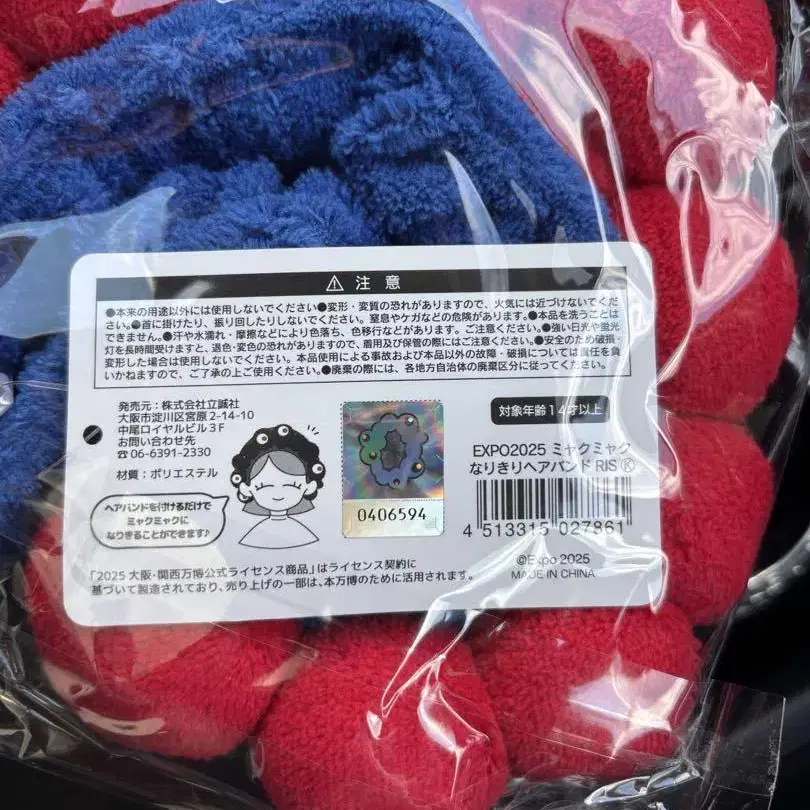 ⚠ 注意
●本来の用途以外には使用しないでください●変形・変質の恐れがありますので、火気には近づけないでくだ
さい。●首に掛けたり、振り回したりしないでください。窒息やケガなどの危険があります。●本品を洗うことは
できません。●汗や水濡れ・摩擦などにより色落ち、色移行などがあります。ご注意ください。●強い日光や蛍光
灯を長時間受けますと、退色・変色の恐れがありますので、着用及び保管の際にはご注意ください。●安全のため破損・
変形した場合は使用しないでください。本品使用による事故および本品以外の故障・破損については責任を負
いかねますので、ご了承の上ご使用ください。●廃棄の際には、各地方自治体の廃棄区分に従ってください。
発売元:株式会社立誠社
大阪市淀川区宮原2-14-10
中尾ロイヤルビル3F
お問い合わせ先
☎06-6391-2330
材質:ポリエステル
ヘアバンドを付けるだけで
ミャクミャクに
なりきることができます♪
0406594
対象年齢14才以上
EXPO2025 ミャクミャク
なりきりヘアバンド RIS Ⓚ
4 513315 027861
©Expo 2025
MADE IN CHINA
「2025 大阪・関西万博公式ライセンス商品」はライセンス契約に
基づいて製造されており、売り上げの一部は、本万博のために活用されます。